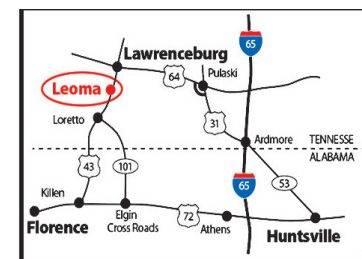 65
Lawrenceburg
64
Pulaski
Leoma
Loretto
31
Ardmore
TENNESSE
ALABAMA
43
101
65
53
Killen
Florence
Elgin
Cross Roads
72
Athens
Huntsville